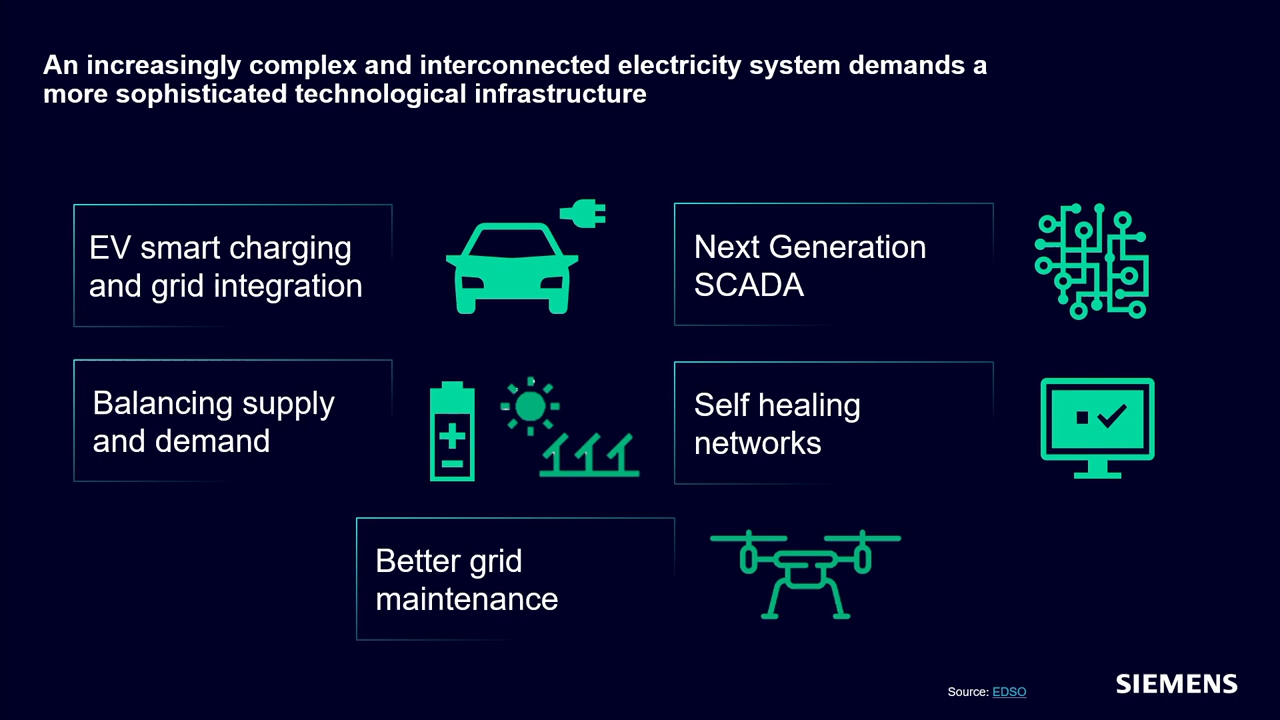 An increasingly complex and interconnected electricity system demands a
more sophisticated technological infrastructure
EV smart charging
and grid integration
Next Generation
SCADA
Balancing supply
and demand
Self healing
networks
Better grid
maintenance
Source: EDSO
SIEMENS